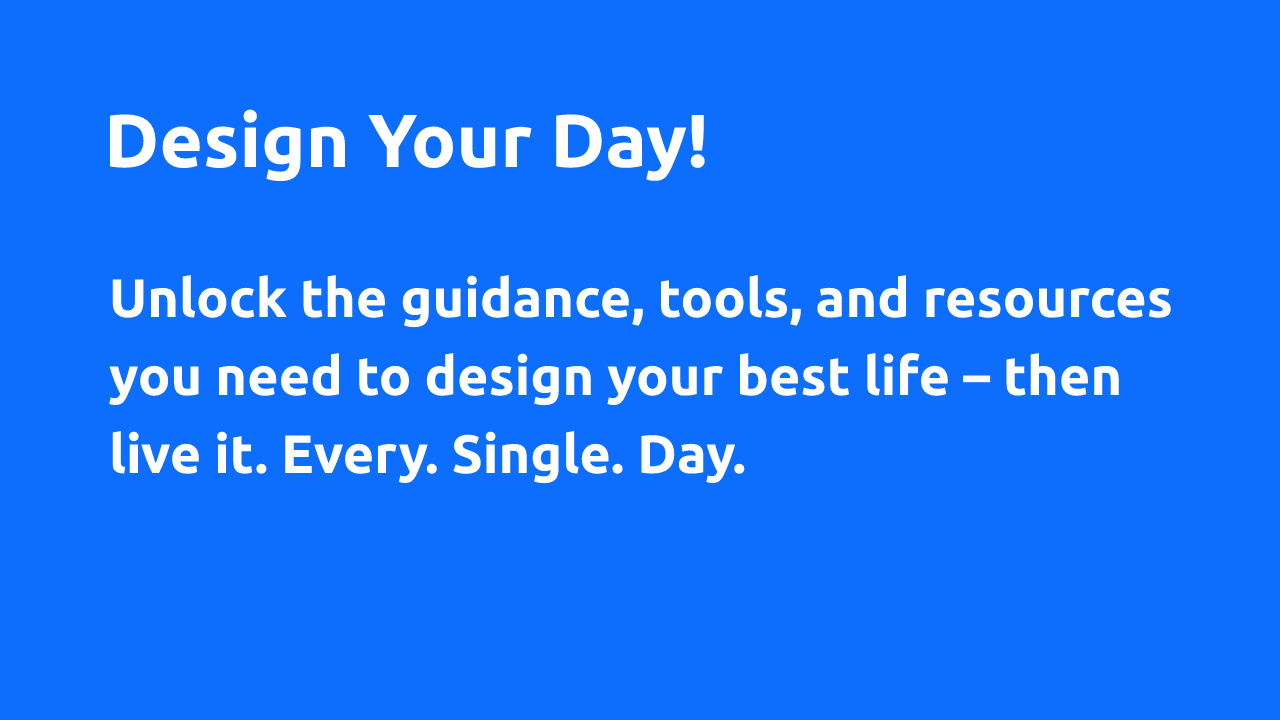 Design Your Day!
Unlock the guidance, tools, and resources
you need to design your best life – then
live it. Every. Single. Day.